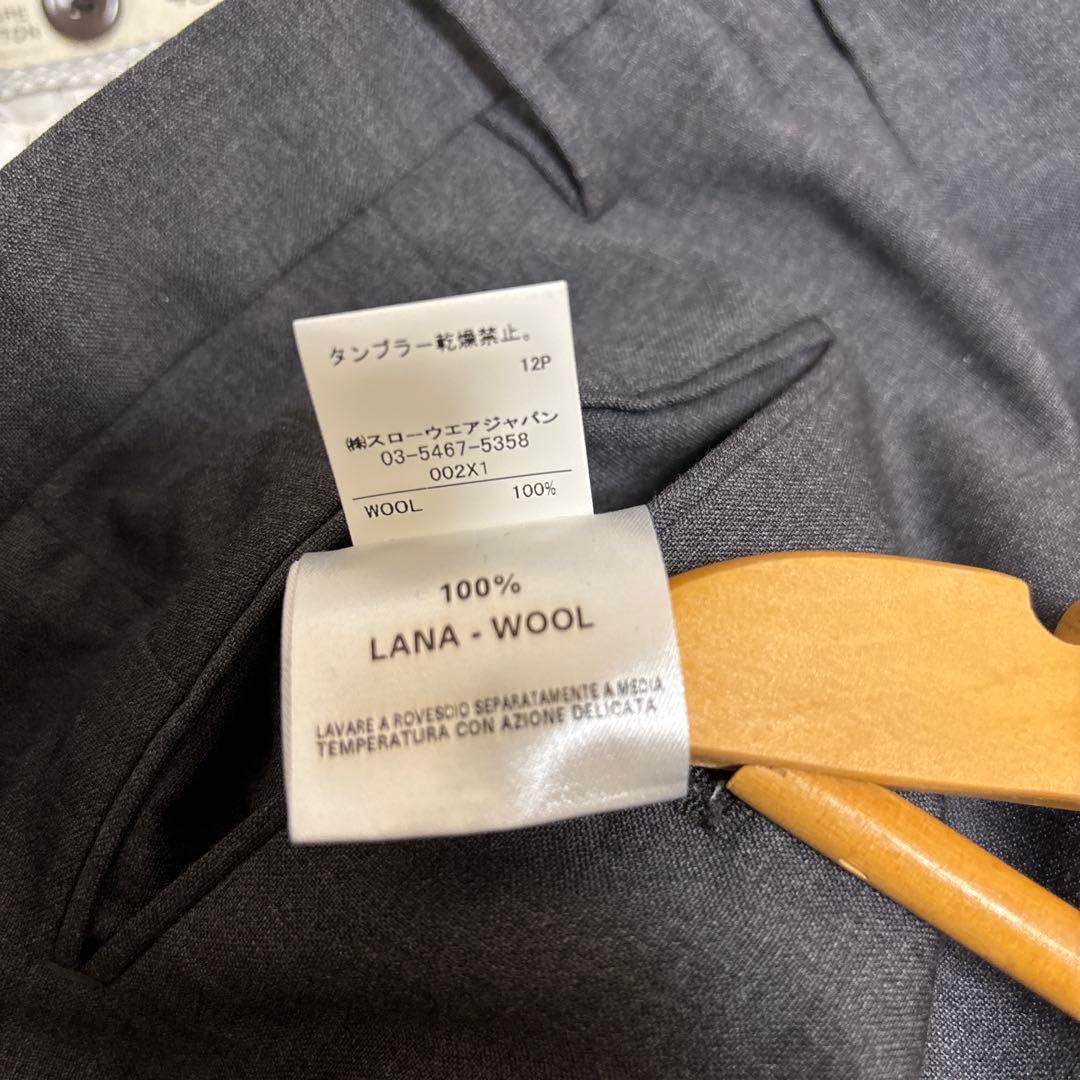 タンブラー乾燥禁止。
12P
㈱スローウエアジャパン
03-5467-5358
002X1
WOOL 100%
100%
LANA - WOOL
LAVARE A ROVESCIO SEPARATAMENTE A MEDIA
TEMPERATURA CON AZIONE DELICATA